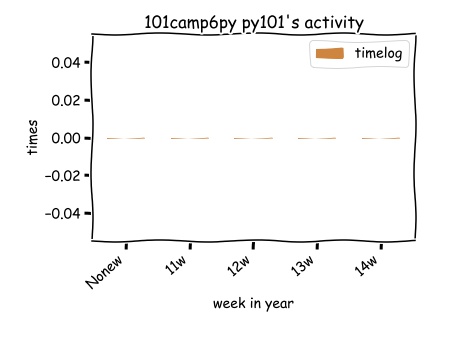 101camp6py py101's activity
timelog
0.04
0.02
0.00
−0.02
−0.04
times
Nonew 11w 12w 13w 14w
week in year